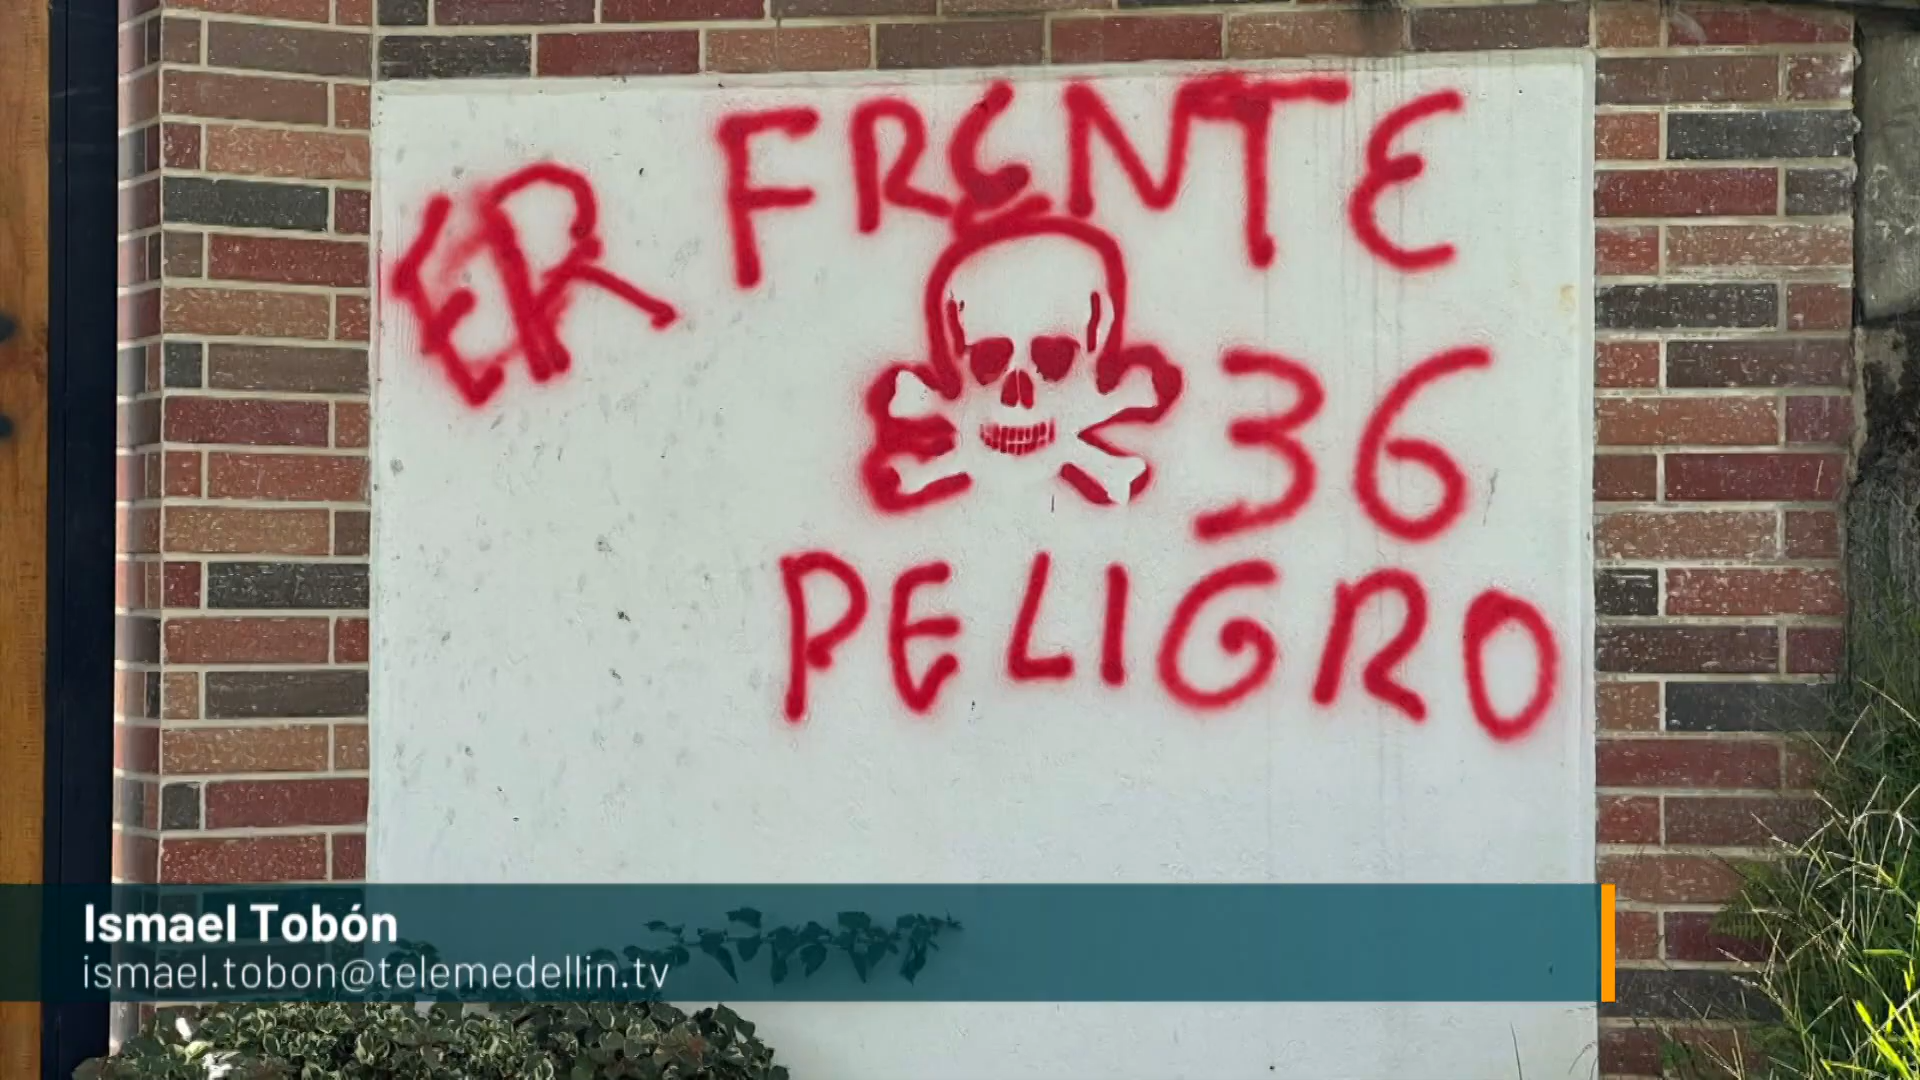 ER FRENTE
36
PELIGRO
Ismael Tobón
ismael.tobon@telemedellin.tv